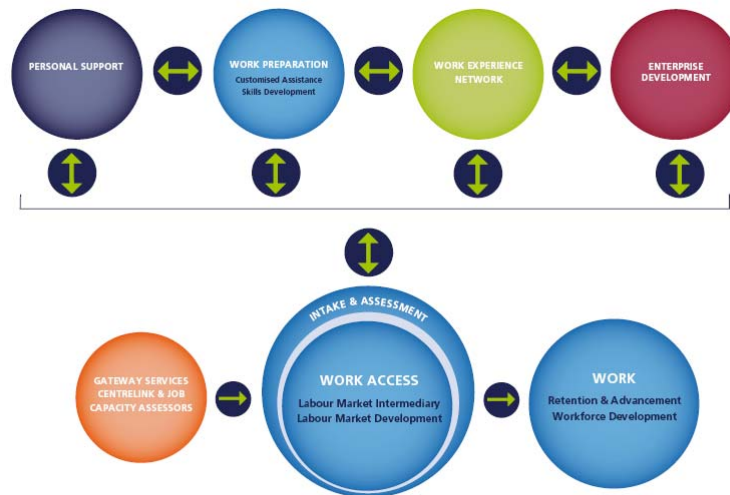 PERSONAL SUPPORT
WORK PREPARATION
Customised Assistance
Skills Development
WORK EXPERIENCE
NETWORK
ENTERPRISE
DEVELOPMENT
INTAKE & ASSESSMENT
GATEWAY SERVICES
CENTRELINK & JOB
CAPACITY ASSESSORS
WORK ACCESS
Labour Market Intermediary
Labour Market Development
WORK
Retention & Advancement
Workforce Development